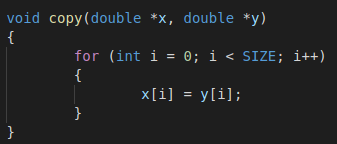 void copy(double *x, double *y)
{
        for (int i = 0; i < SIZE; i++)
        {
                x[i] = y[i];
        }
}